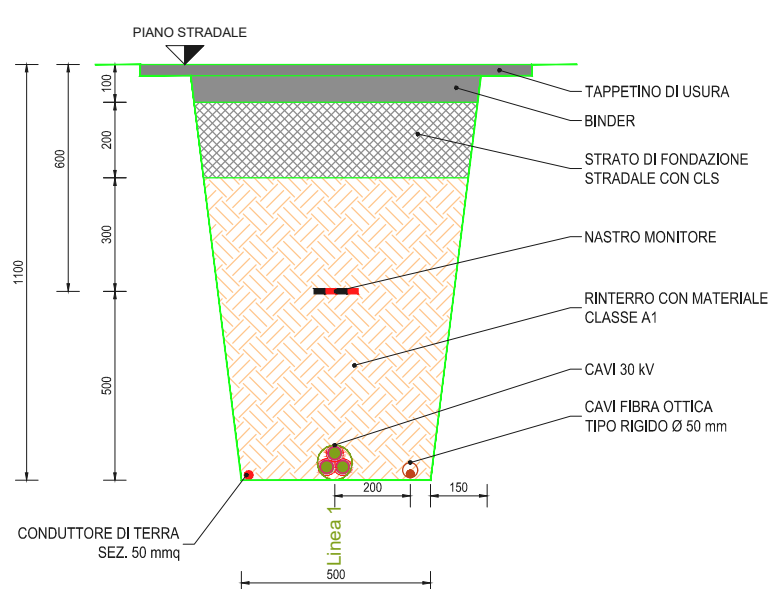 PIANO STRADALE
100
200
600
300
1100
500
TAPPETINO DI USURA
BINDER
STRATO DI FONDAZIONE
STRADALE CON CLS
NASTRO MONITORE
RINTERRO CON MATERIALE
CLASSE A1
CAVI 30 kV
CAVI FIBRA OTTICA
TIPO RIGIDO Ø 50 mm
200
150
CONDUTTORE DI TERRA
SEZ. 50 mmq
Linea 1
500